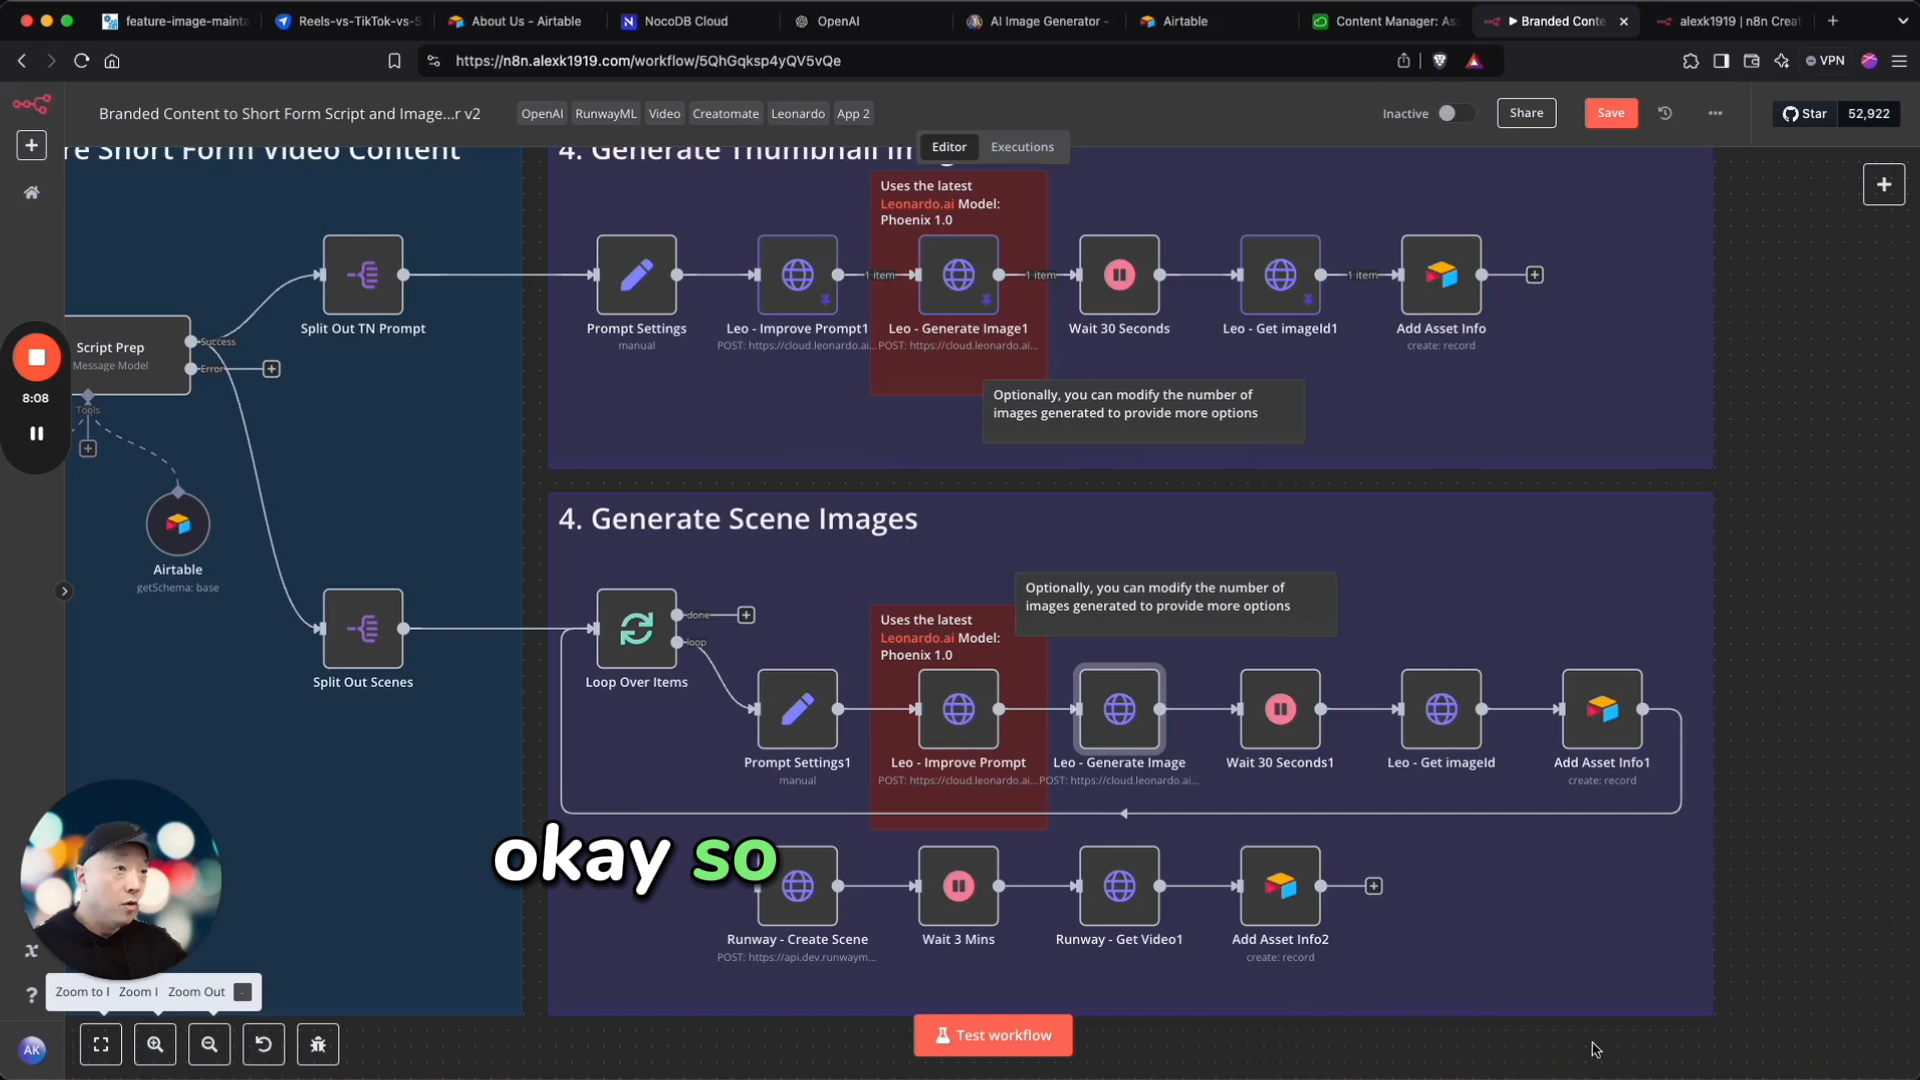 feature-image-mainta
Reels-vs-TikTok-vs-S
About Us - Airtable
NocoDB Cloud
OpenAI
AI Image Generator -
Airtable
Content Manager: As
Branded Conte
alexk1919 | n8n Crea
https://n8n.alexk1919.com/workflow/5QhGqksp4yQV5vQe
VPN
Branded Content to Short Form Script and Image...r v2
OpenAI
RunwayML
Video
Creatomate
Leonardo
App 2
Inactive
Share
Save
Star
52,922
Editor
Executions
re Short Form Video Content
4. Generate Thumbnail Im
g
Uses the latest
Leonardo.ai Model:
Phoenix 1.0
1 item
1 item
1 item
Split Out TN Prompt
Prompt Settings
manual
Leo - Improve Prompt1
POST: https://cloud.leonardo.ai...
Leo - Generate Image1
POST: https://cloud.leonardo.ai...
Wait 30 Seconds
Leo - Get imageId1
Add Asset Info
create: record
Script Prep
Message Model
Success
Error
Tools
8:08
Optionally, you can modify the number of
images generated to provide more options
4. Generate Scene Images
Airtable
getSchema: base
Optionally, you can modify the number of
images generated to provide more options
Uses the latest
Leonardo.ai Model:
Phoenix 1.0
done
loop
Split Out Scenes
Loop Over Items
Prompt Settings1
manual
Leo - Improve Prompt
POST: https://cloud.leonardo.ai...
Leo - Generate Image
POST: https://cloud.leonardo.ai...
Wait 30 Seconds1
Leo - Get imageId
Add Asset Info1
create: record
okay so
Runway - Create Scene
POST: https://api.dev.runwaym...
Wait 3 Mins
Runway - Get Video1
Add Asset Info2
create: record
Zoom to
Zoom
Zoom Out
-
AK
Test workflow